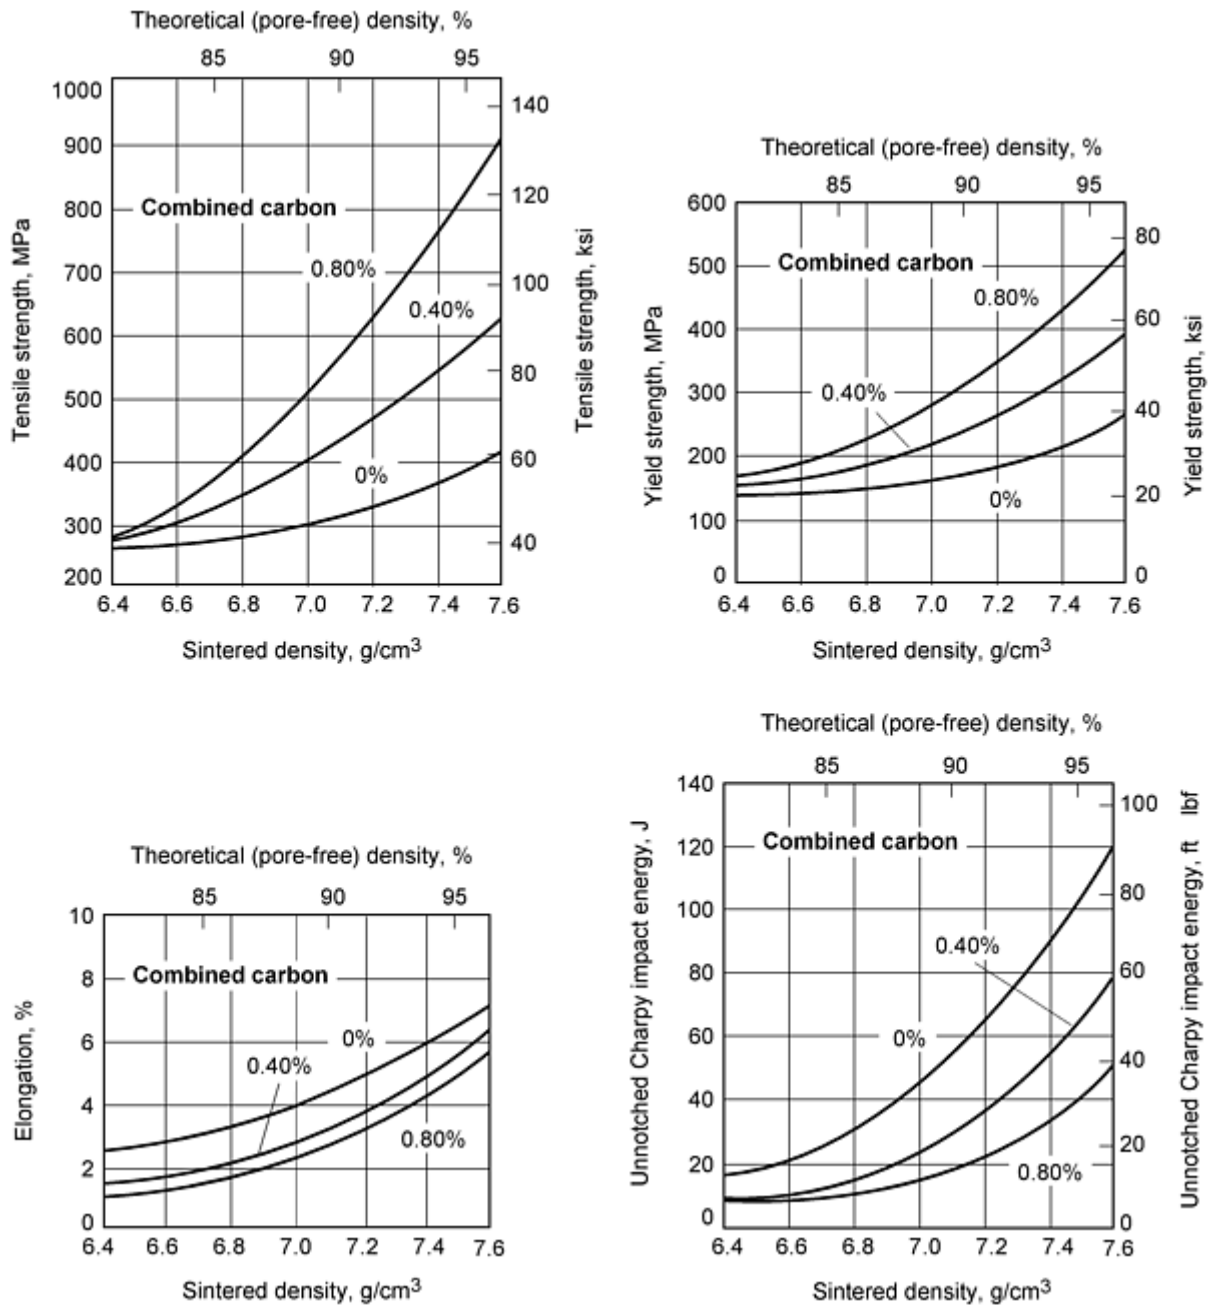 Theoretical (pore-free) density, %
85 90 95
1000
900
800
700
600
500
400
300
200
Tensile strength, MPa
Combined carbon
0.80%
0.40%
0%
140
120
100
80
60
40
Tensile strength, ksi
6.4 6.6 6.8 7.0 7.2 7.4 7.6
Sintered density, g/cm³
Theoretical (pore-free) density, %
85 90 95
600
500
400
300
200
100
0
Yield strength, MPa
Combined carbon
0.80%
0.40%
0%
80
60
40
20
0
Yield strength, ksi
6.4 6.6 6.8 7.0 7.2 7.4 7.6
Sintered density, g/cm³
Theoretical (pore-free) density, %
85 90 95
10
8
6
4
2
0
Elongation, %
Combined carbon
0%
0.40%
0.80%
6.4 6.6 6.8 7.0 7.2 7.4 7.6
Sintered density, g/cm³
Theoretical (pore-free) density, %
85 90 95
140
120
100
80
60
40
20
0
Unnotched Charpy impact energy, J
Combined carbon
0.40%
0%
0.80%
100
80
60
40
20
0
Unnotched Charpy impact energy, ft lbf
6.4 6.6 6.8 7.0 7.2 7.4 7.6
Sintered density, g/cm³